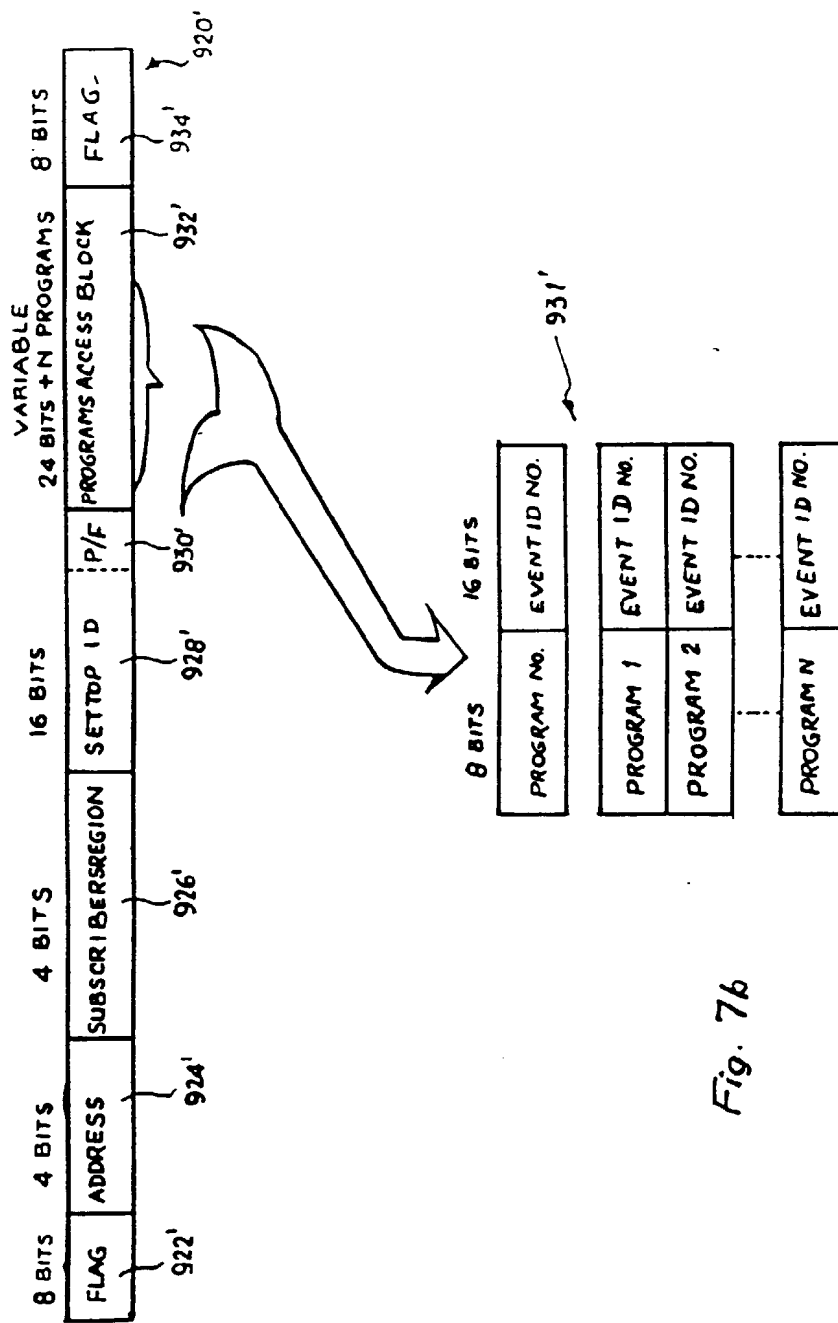 8 BITS
4 BITS
4 BITS
16 BITS
VARIABLE
24 BITS + N PROGRAMS
8 BITS
FLAG
ADDRESS
SUBSCRIBERSREGION
SETTOP ID
P/F
PROGRAMS ACCESS BLOCK
FLAG
922'
924'
926'
928'
930'
932'
934'
920'
8 BITS
16 BITS
931'
PROGRAM NO. EVENT ID NO.
PROGRAM 1 EVENT ID NO.
PROGRAM 2 EVENT ID NO.
PROGRAM N EVENT ID NO.
Fig. 7b